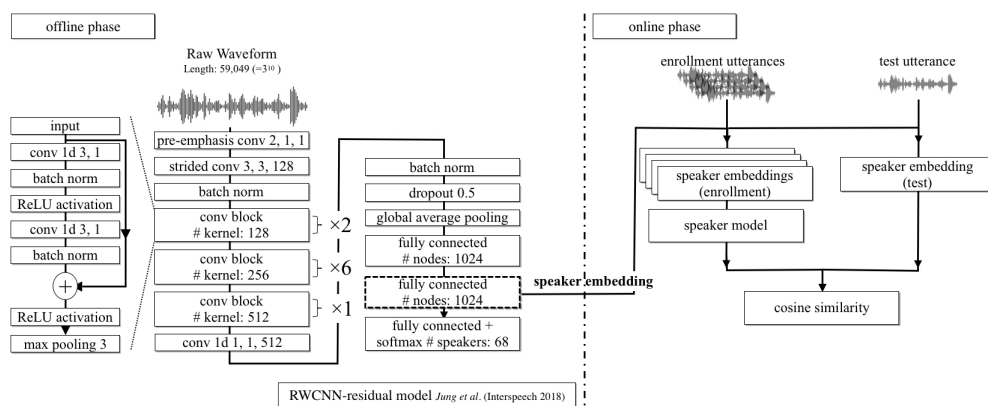 offline phase
online phase
Raw Waveform
Length: 59,049 (=3¹⁰ )
input
conv 1d 3, 1
batch norm
ReLU activation
conv 1d 3, 1
batch norm
+
ReLU activation
max pooling 3
pre-emphasis conv 2, 1, 1
strided conv 3, 3, 128
batch norm
conv block
# kernel: 128
×2
conv block
# kernel: 256
×6
conv block
# kernel: 512
×1
conv 1d 1, 1, 512
batch norm
dropout 0.5
global average pooling
fully connected
# nodes: 1024
fully connected
# nodes: 1024
fully connected +
softmax # speakers: 68
speaker embedding
enrollment utterances
test utterance
speaker embeddings
(enrollment)
speaker embedding
(test)
speaker model
cosine similarity
RWCNN-residual model Jung et al. (Interspeech 2018)